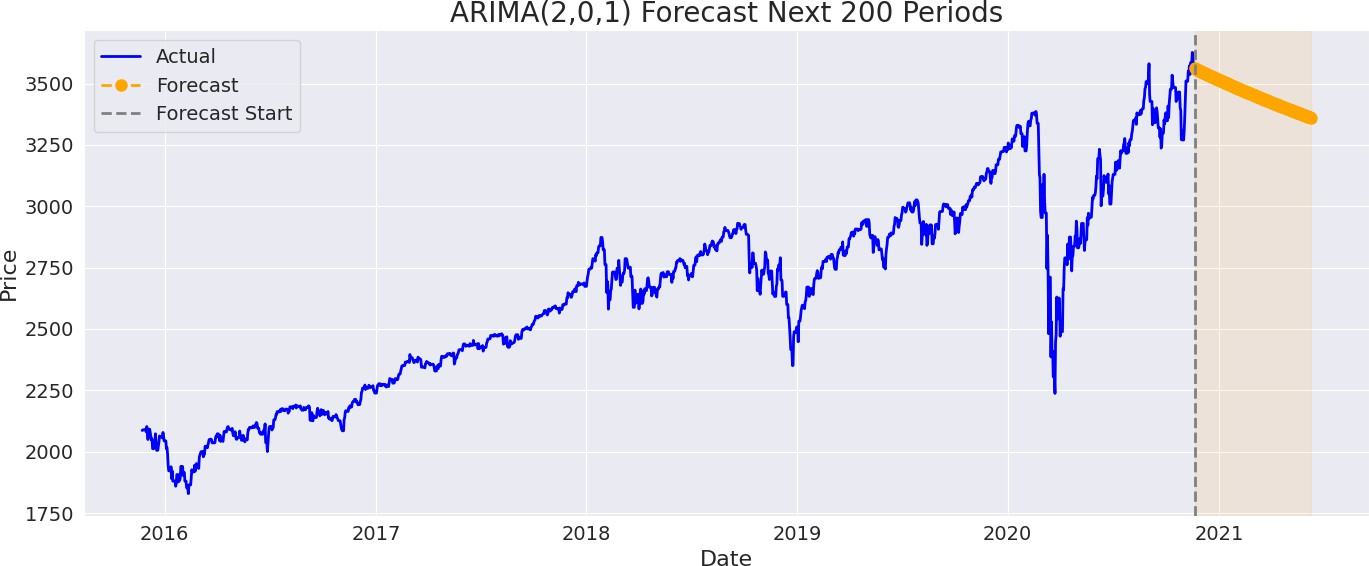 ARIMA(2,0,1) Forecast Next 200 Periods
Actual
Forecast
Forecast Start
3500
3250
3000
2750
2500
2250
2000
1750
Price
2016 2017 2018 2019 2020 2021
Date